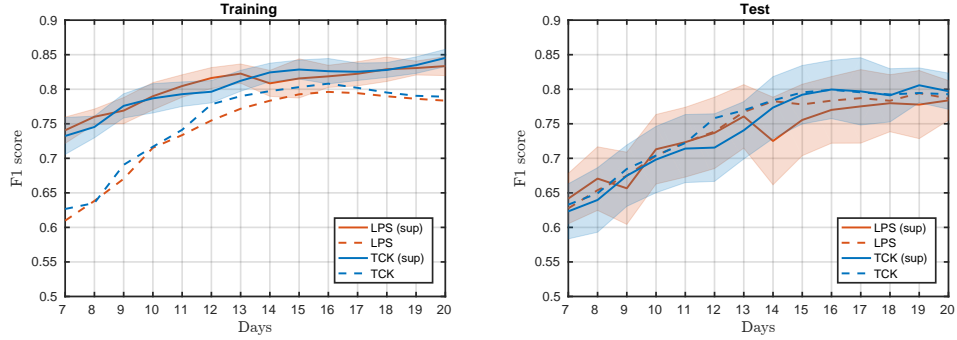 Training
0.9
0.85
0.8
0.75
0.7
0.65
0.6
0.55
0.5
F1 score
7 8 9 10 11 12 13 14 15 16 17 18 19 20
Days
LPS (sup)
LPS
TCK (sup)
TCK
Test
0.9
0.85
0.8
0.75
0.7
0.65
0.6
0.55
0.5
F1 score
7 8 9 10 11 12 13 14 15 16 17 18 19 20
Days
LPS (sup)
LPS
TCK (sup)
TCK